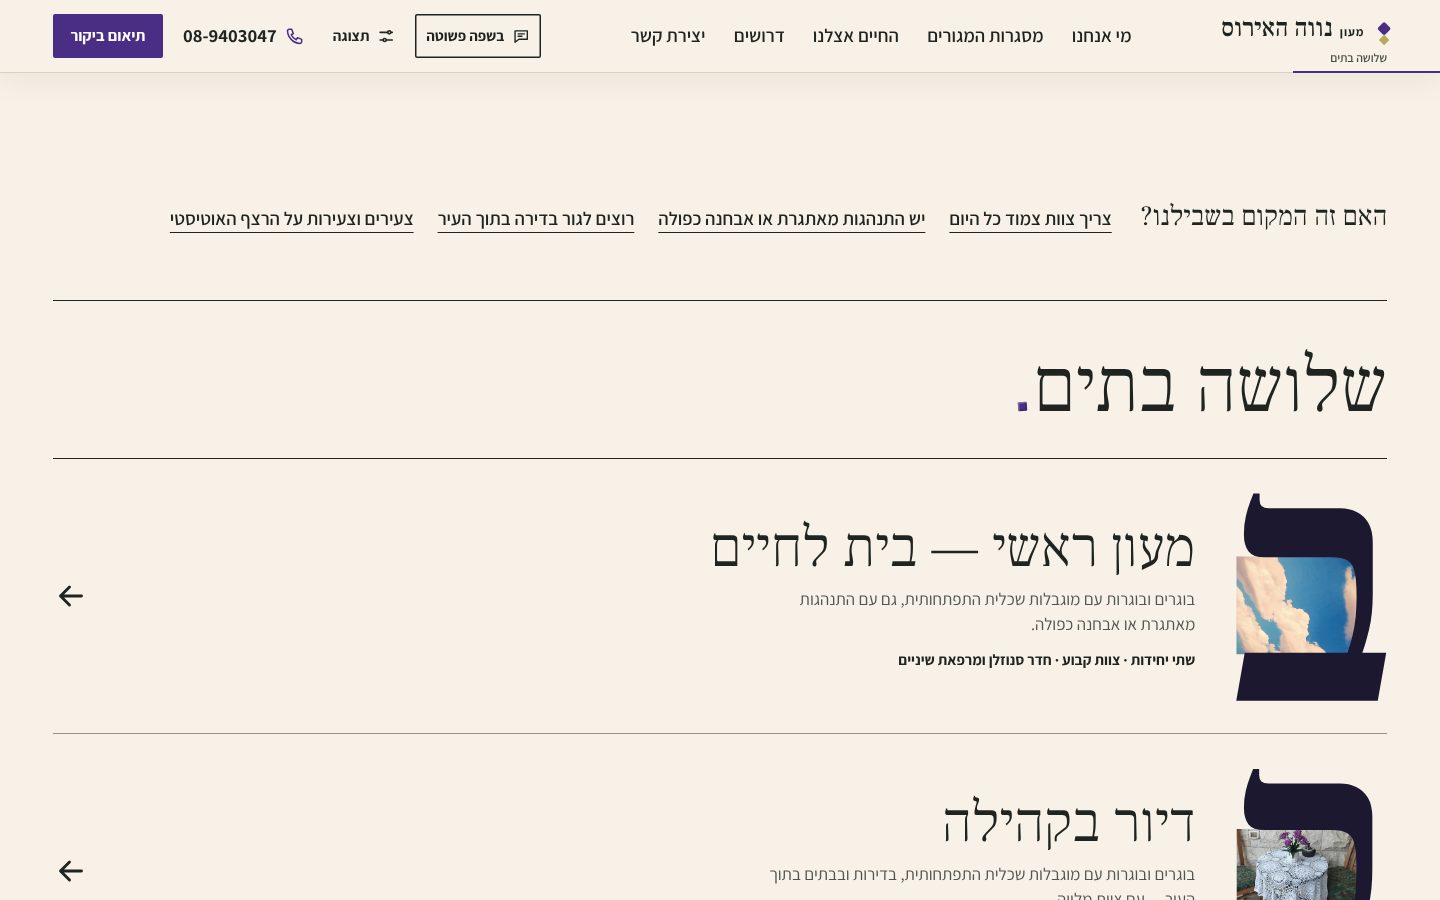 מעון נווה האירוס
שלושה בתים
מי אנחנו
מסגרות המגורים
החיים אצלנו
דרושים
יצירת קשר
בשפה פשוטה
תצוגה
08-9403047
תיאום ביקור
האם זה המקום בשבילנו?
צריך צוות צמוד כל היום
יש התנהגות מאתגרת או אבחנה כפולה
רוצים לגור בדירה בתוך העיר
צעירים וצעירות על הרצף האוטיסטי
שלושה בתים.
ב
מעון ראשי — בית לחיים
בוגרים ובוגרות עם מוגבלות שכלית התפתחותית, גם עם התנהגות
מאתגרת או אבחנה כפולה.
שתי יחידות · צוות קבוע · חדר סנוזלן ומרפאת שיניים
דיור בקהילה
בוגרים ובוגרות עם מוגבלות שכלית התפתחותית, בדירות ובבתים בתוך